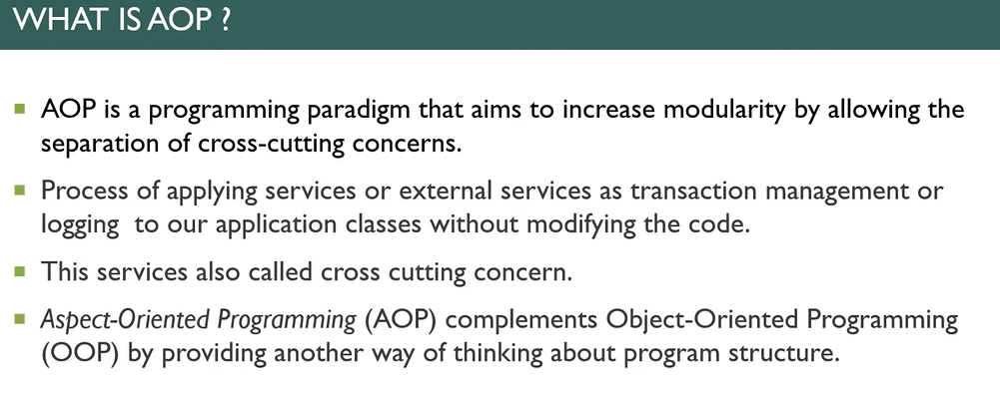 WHAT IS AOP ?
AOP is a programming paradigm that aims to increase modularity by allowing the
separation of cross-cutting concerns.
Process of applying services or external services as transaction management or
logging  to our application classes without modifying the code.
This services also called cross cutting concern.
Aspect-Oriented Programming (AOP) complements Object-Oriented Programming
(OOP) by providing another way of thinking about program structure.